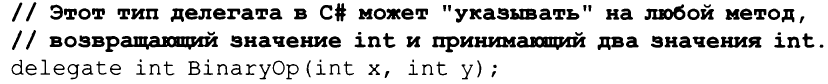 // Этот тип делегата в C# может "указывать" на любой метод,
// возвращающий значение int и принимающий два значения int.
delegate int BinaryOp(int x, int y);